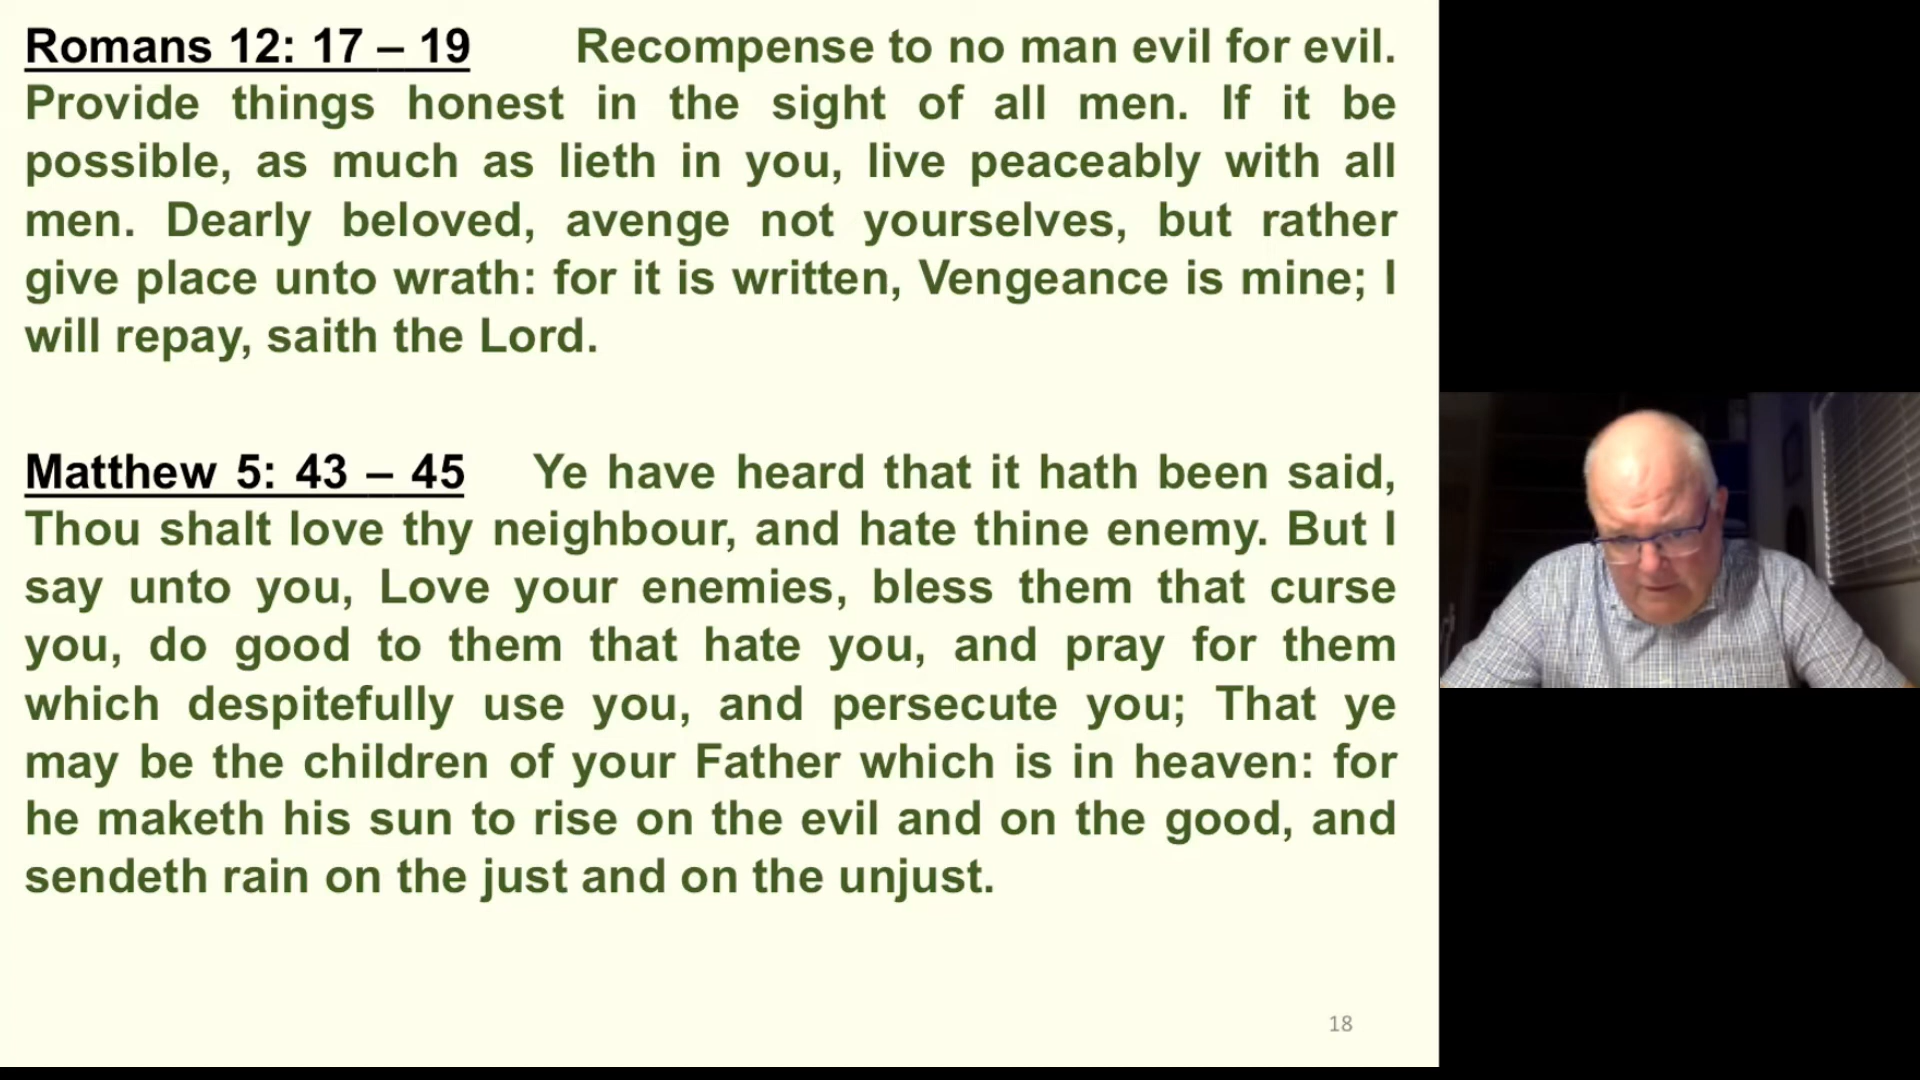 Romans 12: 17 – 19 Recompense to no man evil for evil.
Provide things honest in the sight of all men. If it be
possible, as much as lieth in you, live peaceably with all
men. Dearly beloved, avenge not yourselves, but rather
give place unto wrath: for it is written, Vengeance is mine; I
will repay, saith the Lord.
Matthew 5: 43 – 45 Ye have heard that it hath been said,
Thou shalt love thy neighbour, and hate thine enemy. But I
say unto you, Love your enemies, bless them that curse
you, do good to them that hate you, and pray for them
which despitefully use you, and persecute you; That ye
may be the children of your Father which is in heaven: for
he maketh his sun to rise on the evil and on the good, and
sendeth rain on the just and on the unjust.
18